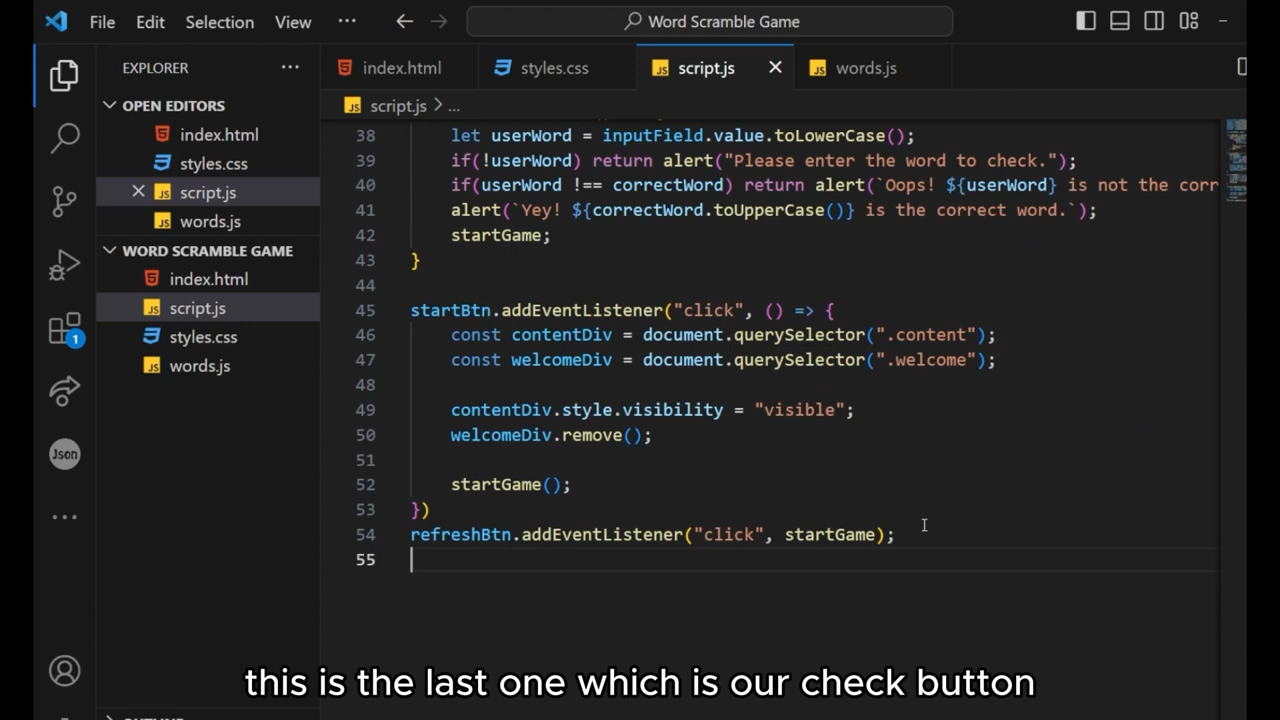 File Edit Selection View ··· Word Scramble Game
EXPLORER ···
OPEN EDITORS
index.html
styles.css
script.js
words.js
WORD SCRAMBLE GAME
index.html
script.js
styles.css
words.js
1
Json
index.html styles.css script.js words.js
script.js > ...
38 let userWord = inputField.value.toLowerCase();
39 if(!userWord) return alert("Please enter the word to check.");
40 if(userWord !== correctWord) return alert(`Oops! ${userWord} is not the corr
41 alert(`Yey! ${correctWord.toUpperCase()} is the correct word.`);
42 startGame;
43 }
44
45 startBtn.addEventListener("click", () => {
46 const contentDiv = document.querySelector(".content");
47 const welcomeDiv = document.querySelector(".welcome");
48
49 contentDiv.style.visibility = "visible";
50 welcomeDiv.remove();
51
52 startGame();
53 })
54 refreshBtn.addEventListener("click", startGame);
55
this is the last one which is our check button